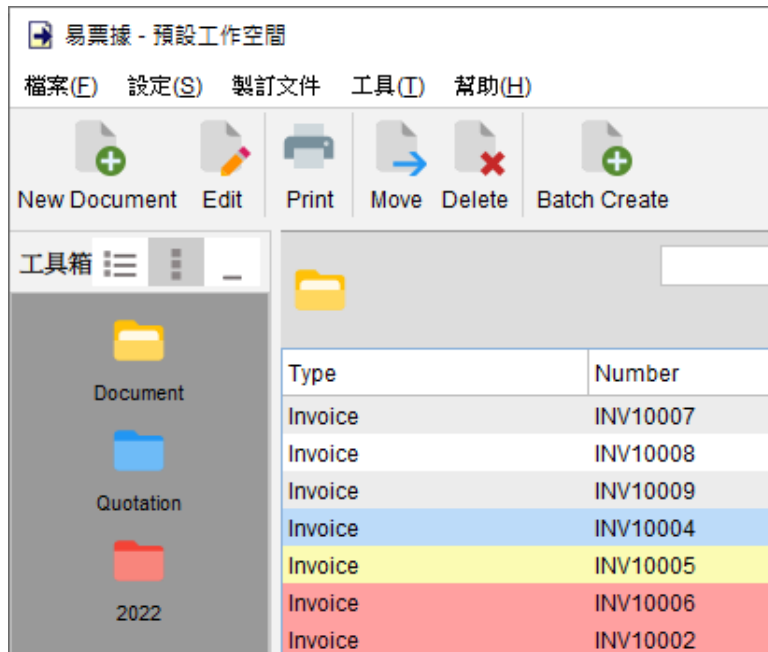 易票據 - 預設工作空間
檔案(F) 設定(S) 製訂文件 工具(T) 幫助(H)
New Document Edit Print Move Delete Batch Create
工具箱
Document
Quotation
2022
Type Number
Invoice INV10007
Invoice INV10008
Invoice INV10009
Invoice INV10004
Invoice INV10005
Invoice INV10006
Invoice INV10002